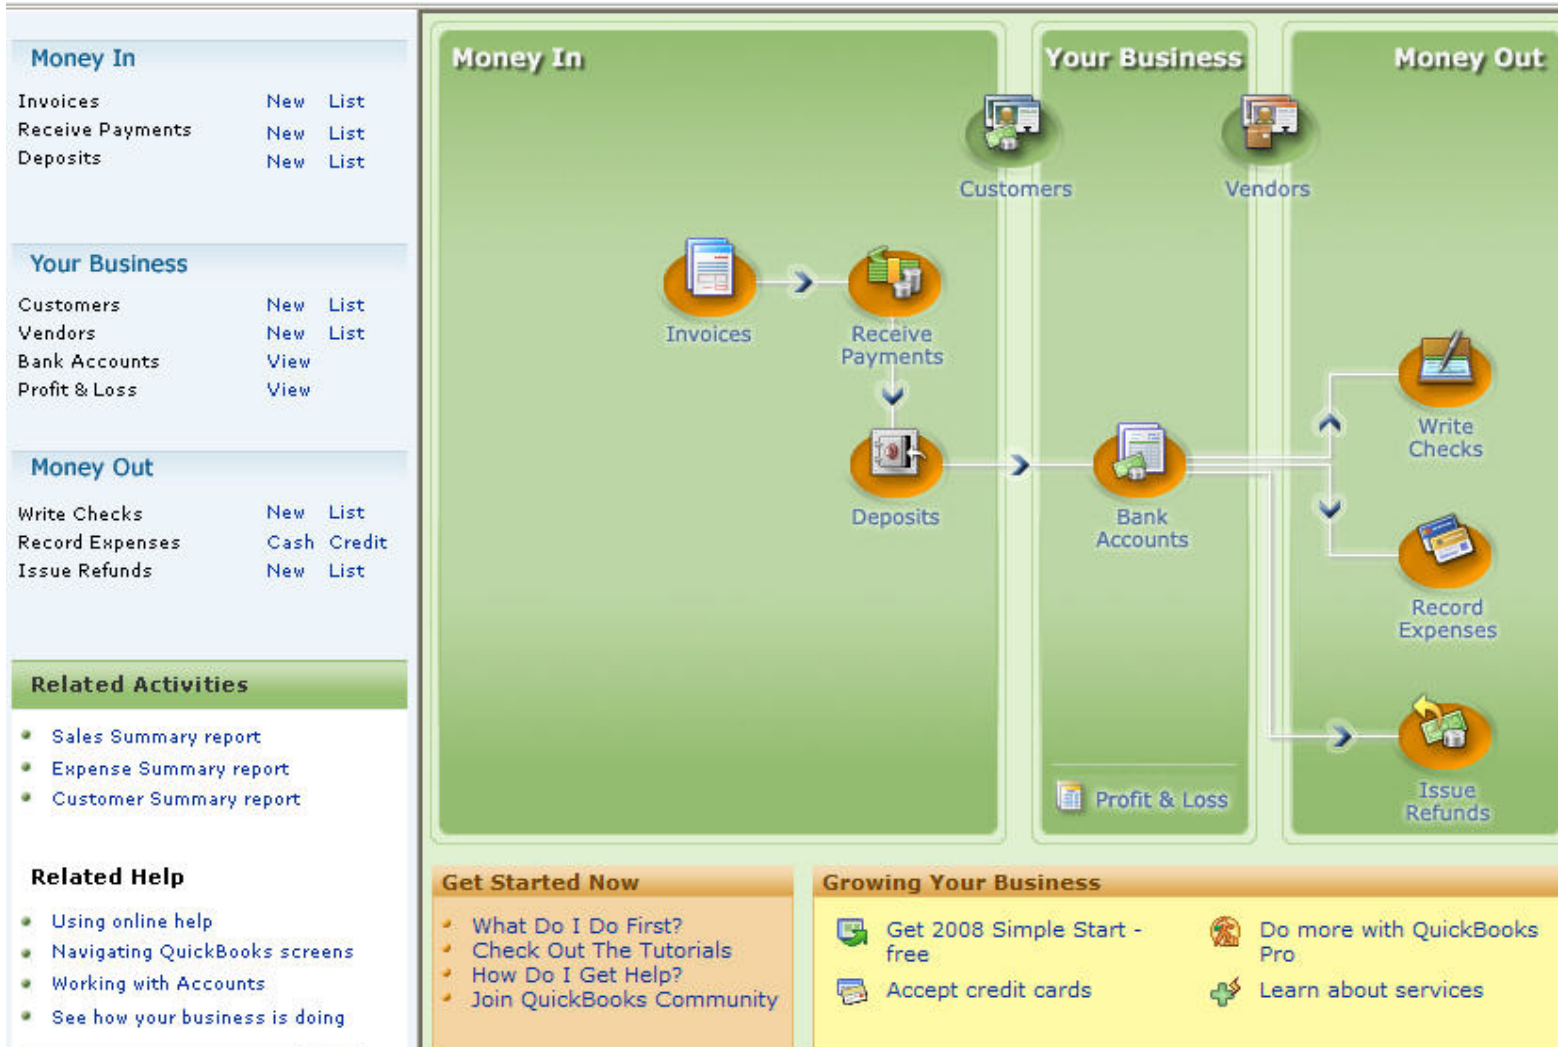 Money In
Invoices New List
Receive Payments New List
Deposits New List
Your Business
Customers New List
Vendors New List
Bank Accounts View
Profit & Loss View
Money Out
Write Checks New List
Record Expenses Cash Credit
Issue Refunds New List
Related Activities
Sales Summary report
Expense Summary report
Customer Summary report
Related Help
Using online help
Navigating QuickBooks screens
Working with Accounts
See how your business is doing
Money In
Your Business
Money Out
Customers
Vendors
Invoices
Receive
Payments
Write
Checks
Deposits
Bank
Accounts
Record
Expenses
Profit & Loss
Issue
Refunds
Get Started Now
What Do I Do First?
Check Out The Tutorials
How Do I Get Help?
Join QuickBooks Community
Growing Your Business
Get 2008 Simple Start -
free
Accept credit cards
Do more with QuickBooks
Pro
Learn about services